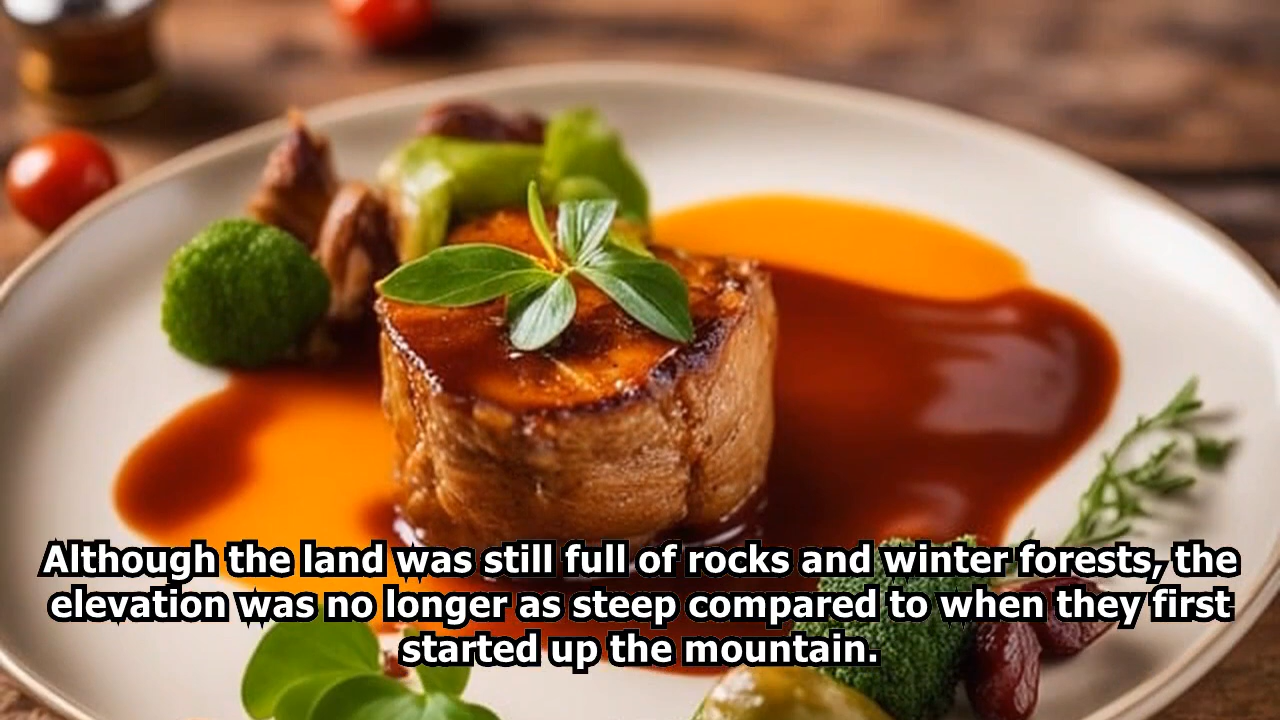 Although the land was still full of rocks and winter forests, the
elevation was no longer as steep compared to when they first
started up the mountain.